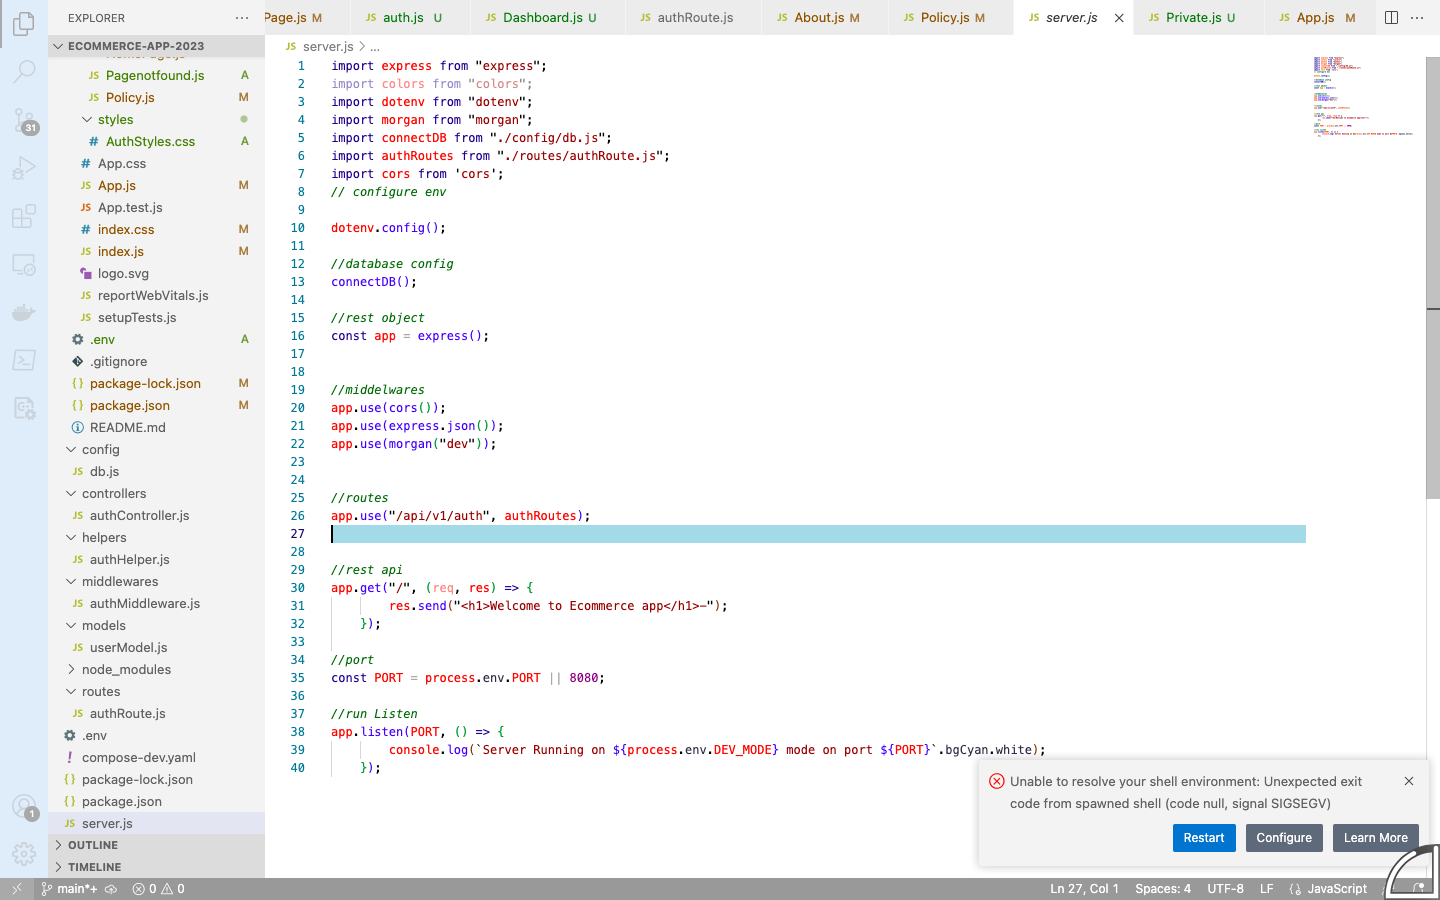 EXPLORER
Page.js M
auth.js U
Dashboard.js U
authRoute.js
About.js M
Policy.js M
server.js
Private.js U
App.js M
ECOMMERCE-APP-2023
Pagenotfound.js A
Policy.js M
styles
AuthStyles.css A
App.css
App.js M
App.test.js
index.css M
index.js M
logo.svg
reportWebVitals.js
setupTests.js
.env A
.gitignore
package-lock.json M
package.json M
README.md
config
db.js
controllers
authController.js
helpers
authHelper.js
middlewares
authMiddleware.js
models
userModel.js
node_modules
routes
authRoute.js
.env
compose-dev.yaml
package-lock.json
package.json
server.js
OUTLINE
TIMELINE
31
1
server.js > ...
1 import express from "express";
2 import colors from "colors";
3 import dotenv from "dotenv";
4 import morgan from "morgan";
5 import connectDB from "./config/db.js";
6 import authRoutes from "./routes/authRoute.js";
7 import cors from 'cors';
8 // configure env
9
10 dotenv.config();
11
12 //database config
13 connectDB();
14
15 //rest object
16 const app = express();
17
18
19 //middelwares
20 app.use(cors());
21 app.use(express.json());
22 app.use(morgan("dev"));
23
24
25 //routes
26 app.use("/api/v1/auth", authRoutes);
27
28
29 //rest api
30 app.get("/", (req, res) => {
31 res.send("<h1>Welcome to Ecommerce app</h1>-");
32 });
33
34 //port
35 const PORT = process.env.PORT || 8080;
36
37 //run Listen
38 app.listen(PORT, () => {
39 console.log(`Server Running on ${process.env.DEV_MODE} mode on port ${PORT}`.bgCyan.white);
40 });
Unable to resolve your shell environment: Unexpected exit
code from spawned shell (code null, signal SIGSEGV)
Restart
Configure
Learn More
main*+
0
0
Ln 27, Col 1
Spaces: 4
UTF-8
LF
JavaScript